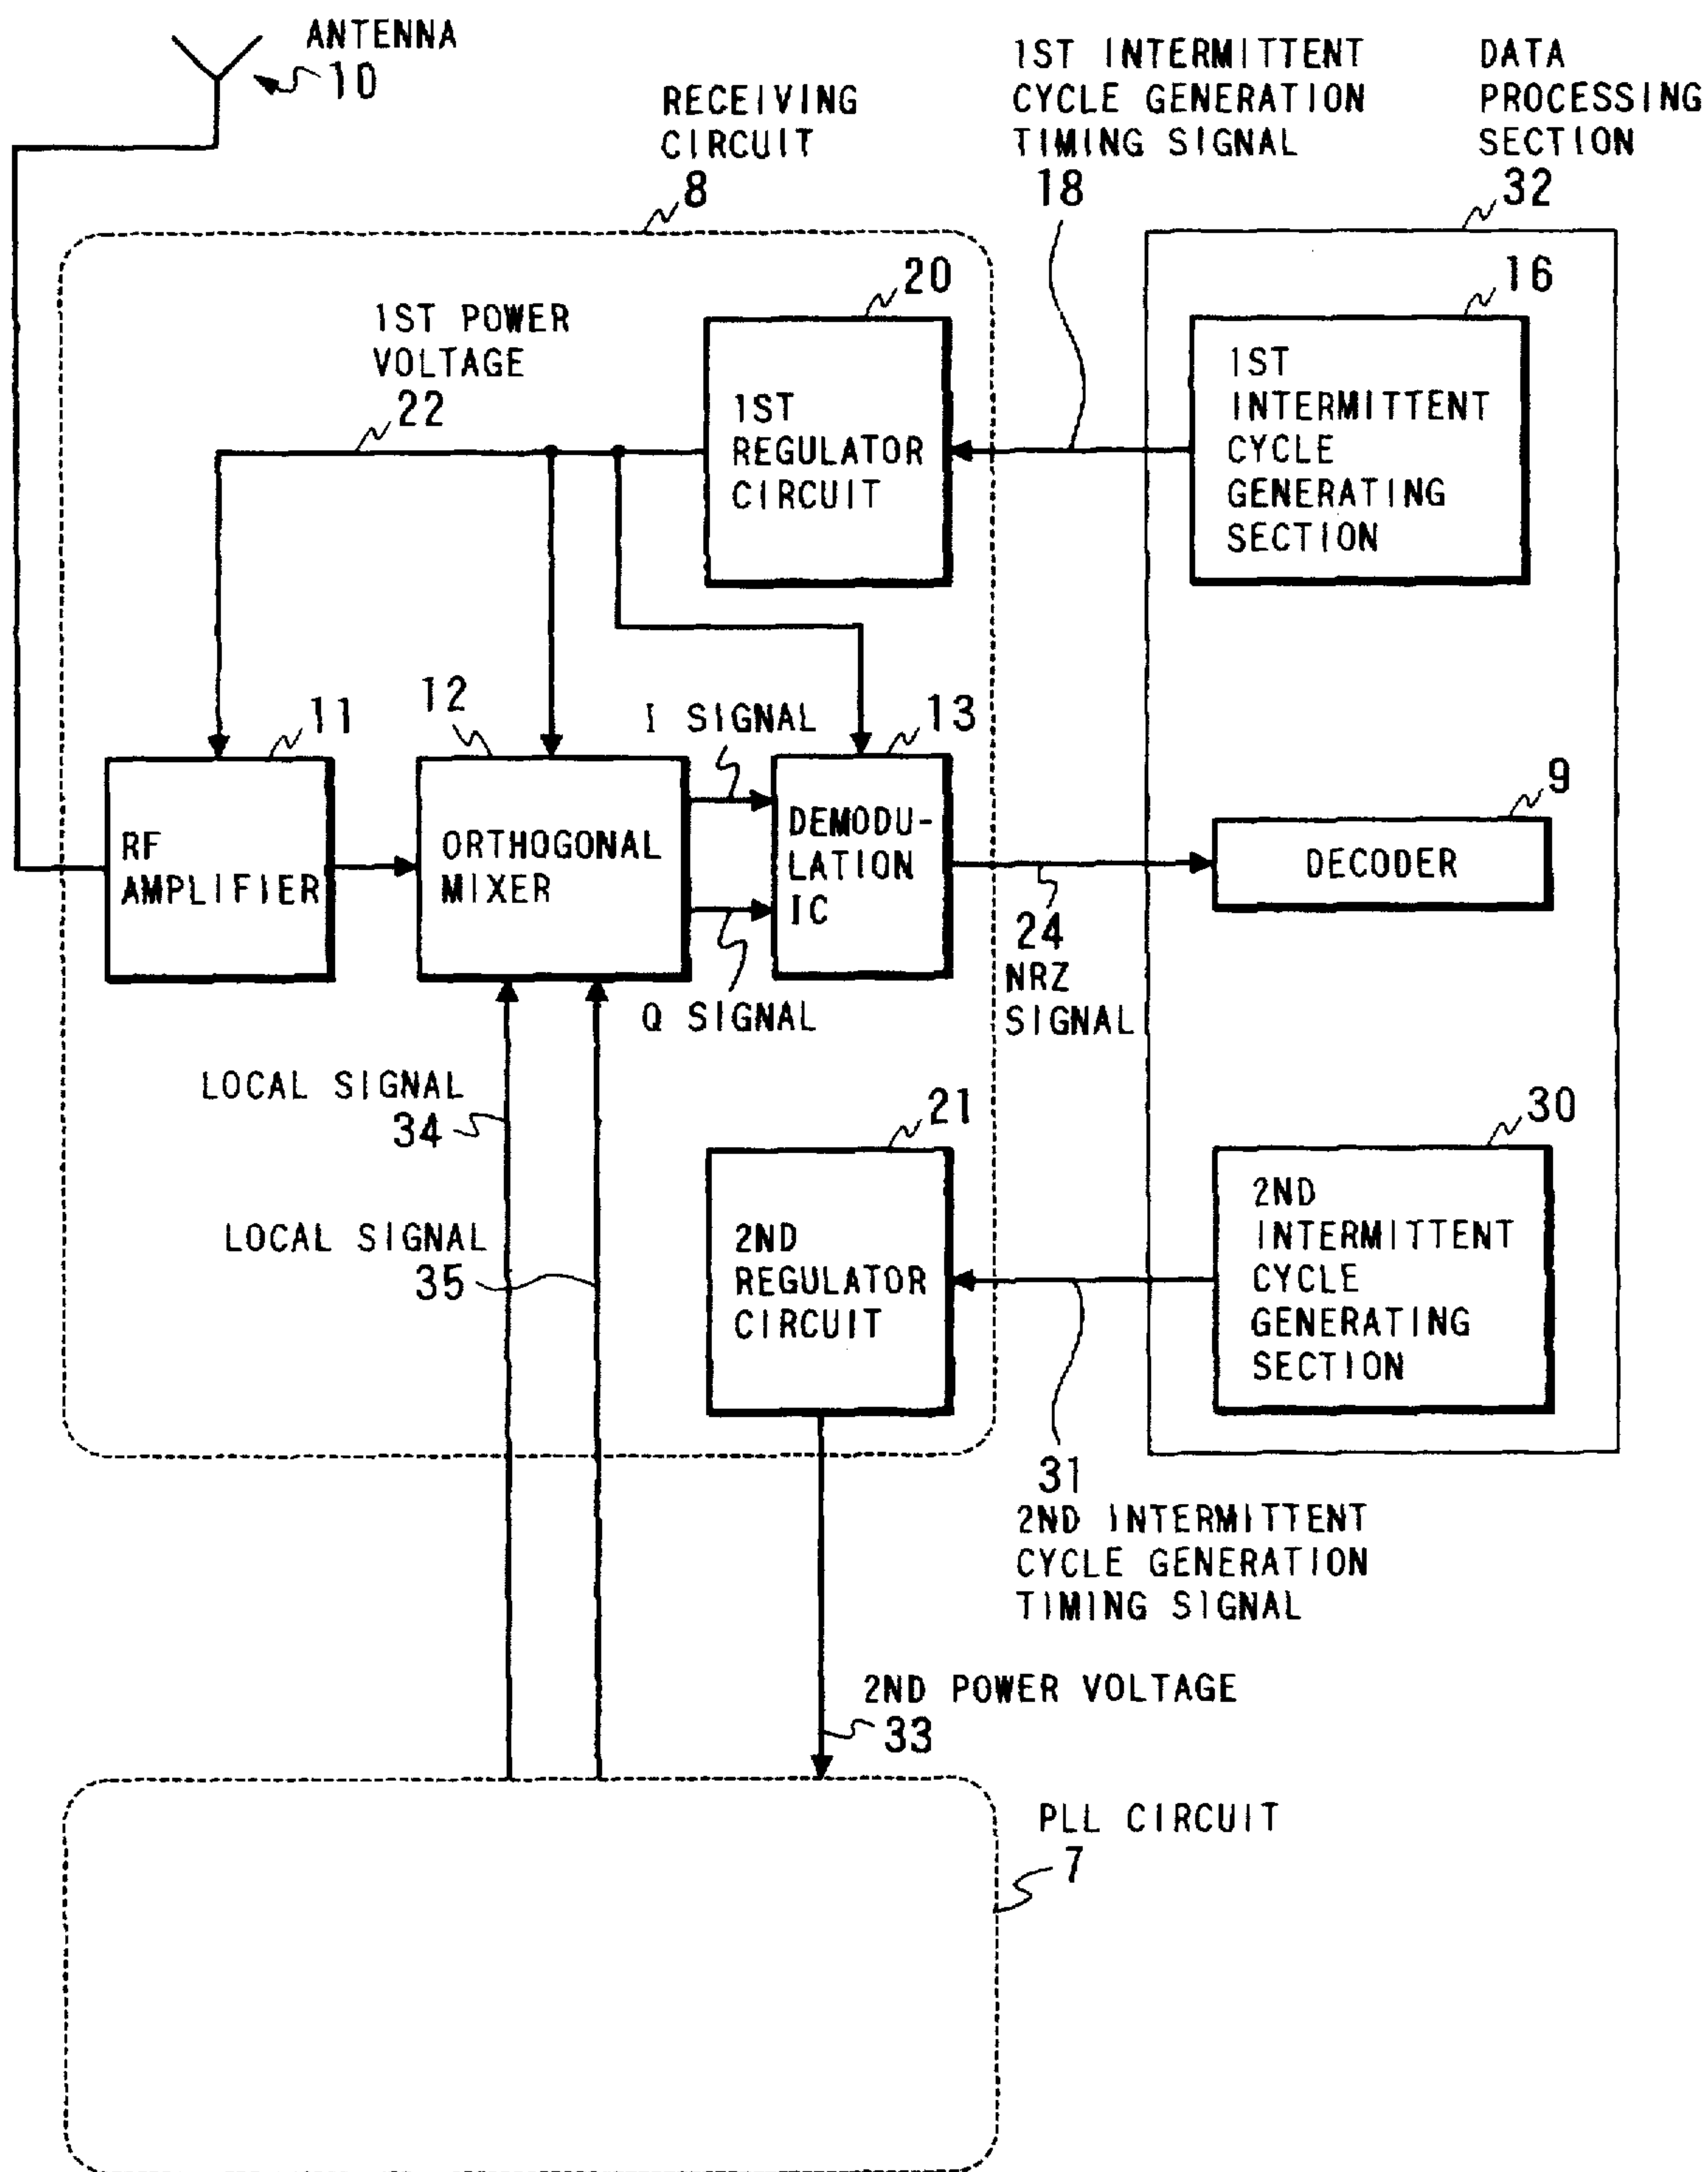 ANTENNA
10
RECEIVING
CIRCUIT
8
1ST INTERMITTENT
CYCLE GENERATION
TIMING SIGNAL
18
DATA
PROCESSING
SECTION
32
1ST POWER
VOLTAGE
22
20
1ST
REGULATOR
CIRCUIT
16
1ST
INTERMITTENT
CYCLE
GENERATING
SECTION
11
RF
AMPLIFIER
12
ORTHOGONAL
MIXER
I SIGNAL
Q SIGNAL
13
DEMODU-
LATION
IC
24
NRZ
SIGNAL
9
DECODER
LOCAL SIGNAL
34
LOCAL SIGNAL
35
21
2ND
REGULATOR
CIRCUIT
30
2ND
INTERMITTENT
CYCLE
GENERATING
SECTION
31
2ND INTERMITTENT
CYCLE GENERATION
TIMING SIGNAL
2ND POWER VOLTAGE
33
PLL CIRCUIT
7